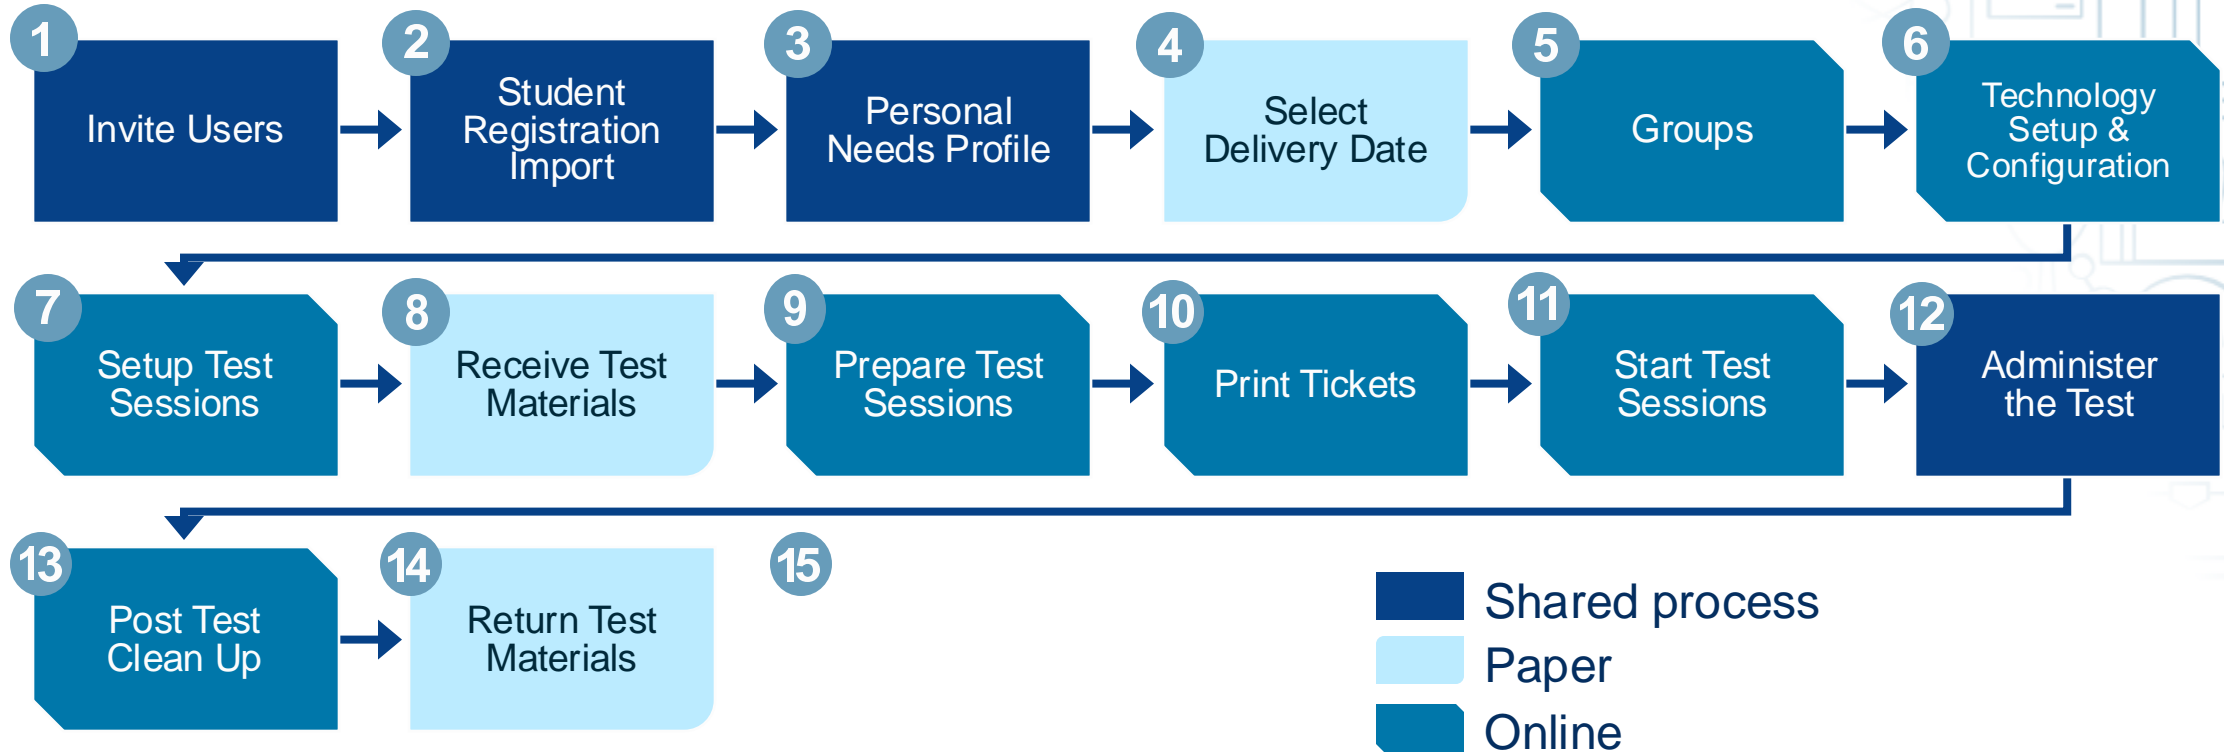 1
Invite Users
2
Student
Registration
Import
3
Personal
Needs Profile
4
Select
Delivery Date
5
Groups
6
Technology
Setup &
Configuration
7
Setup Test
Sessions
8
Receive Test
Materials
9
Prepare Test
Sessions
10
Print Tickets
11
Start Test
Sessions
12
Administer
the Test
13
Post Test
Clean Up
14
Return Test
Materials
15
Shared process
Paper
Online